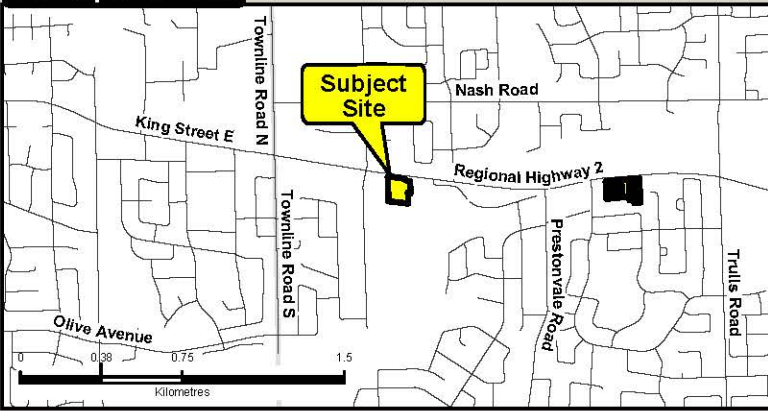 Townline Road N
Subject
Site
Nash Road
King Street E
Regional Highway 2
Townline Road S
Prestonvale Road
Trulls Road
Olive Avenue
0 0.38 0.75 1.5
Kilometres